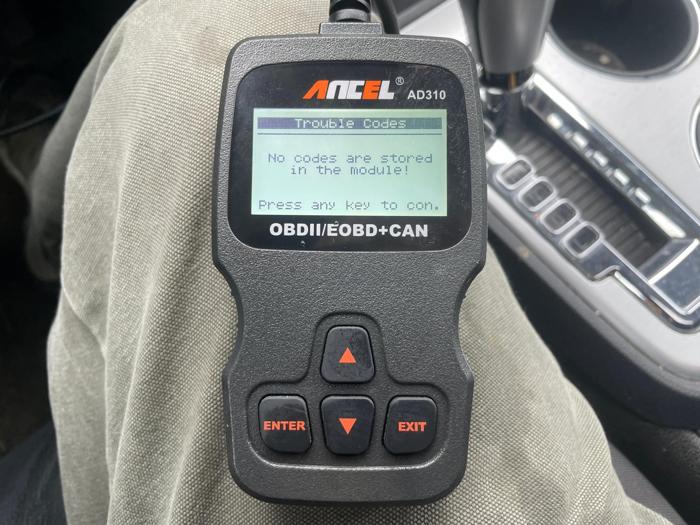 ANCEL®
AD310
Trouble Codes
No codes are stored
in the module!
Press any key to con.
OBDII/EOBD+CAN
ENTER
EXIT